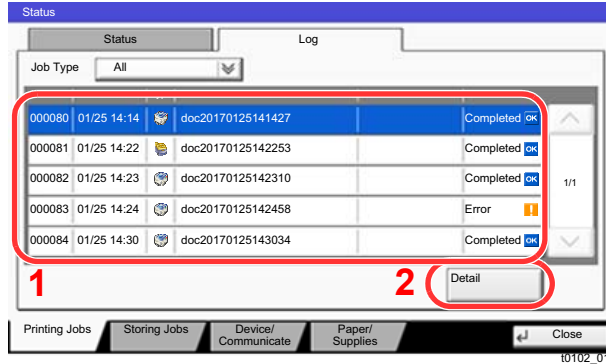 Status
Status Log
Job Type All
000080 01/25 14:14 doc20170125141427 Completed OK
000081 01/25 14:22 doc20170125142253 Completed OK
000082 01/25 14:23 doc20170125142310 Completed OK
1/1
000083 01/25 14:24 doc20170125142458 Error !
000084 01/25 14:30 doc20170125143034 Completed OK
1 2 Detail
Printing Jobs Storing Jobs Device/ Paper/
Communicate Supplies
Close
t0102_01